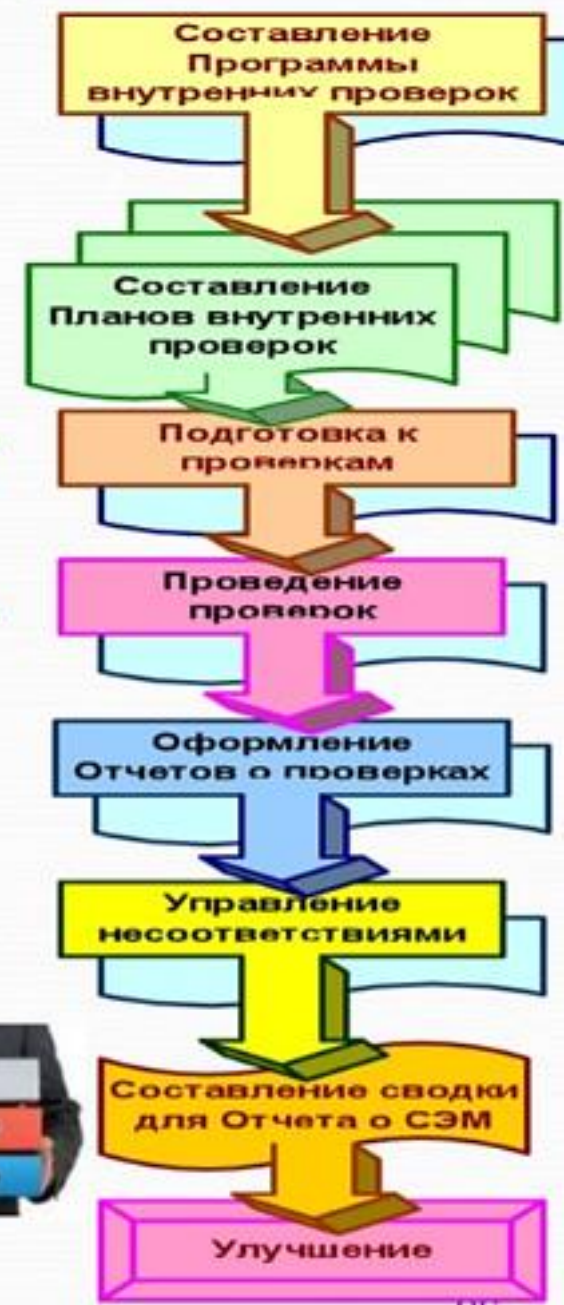 Составление
Программы
внутренних проверок
Составление
Планов внутренних
проверок
Подготовка к
проверкам
Проведение
проверок
Оформление
Отчетов о проверках
Управление
несоответствиями
Составление сводки
для Отчета о СЭМ
Улучшение